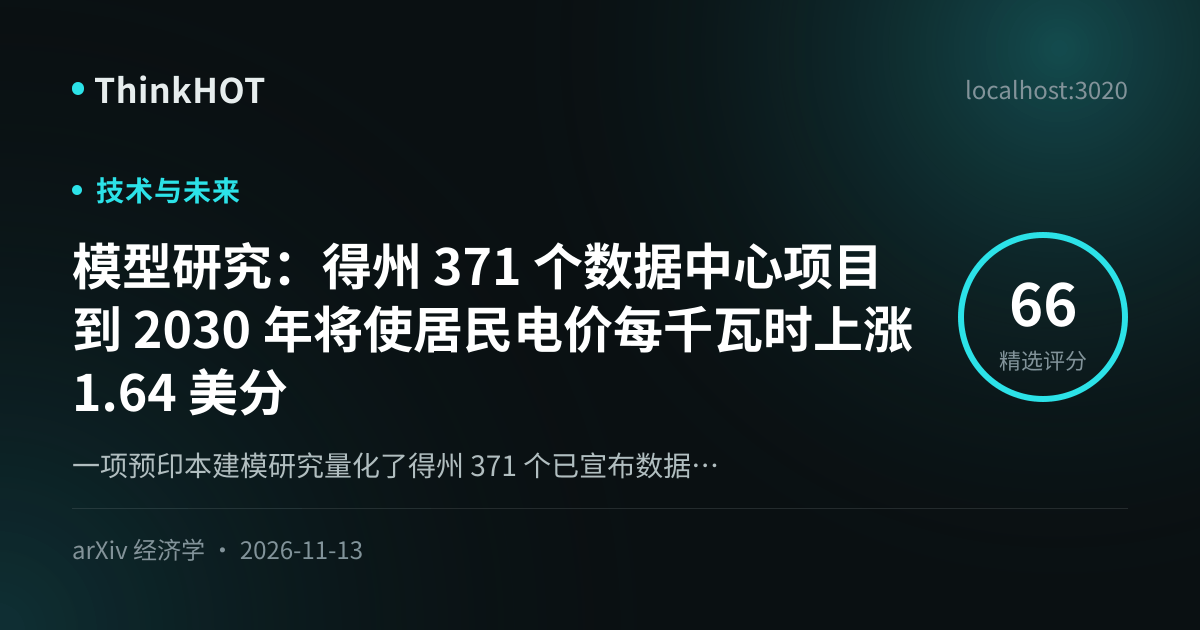 ThinkHOT
localhost:3020
技术与未来
模型研究：得州 371 个数据中心项目
到 2030 年将使居民电价每千瓦时上涨
1.64 美分
66
精选评分
一项预印本建模研究量化了得州 371 个已宣布数据…
arXiv 经济学 · 2026-11-13